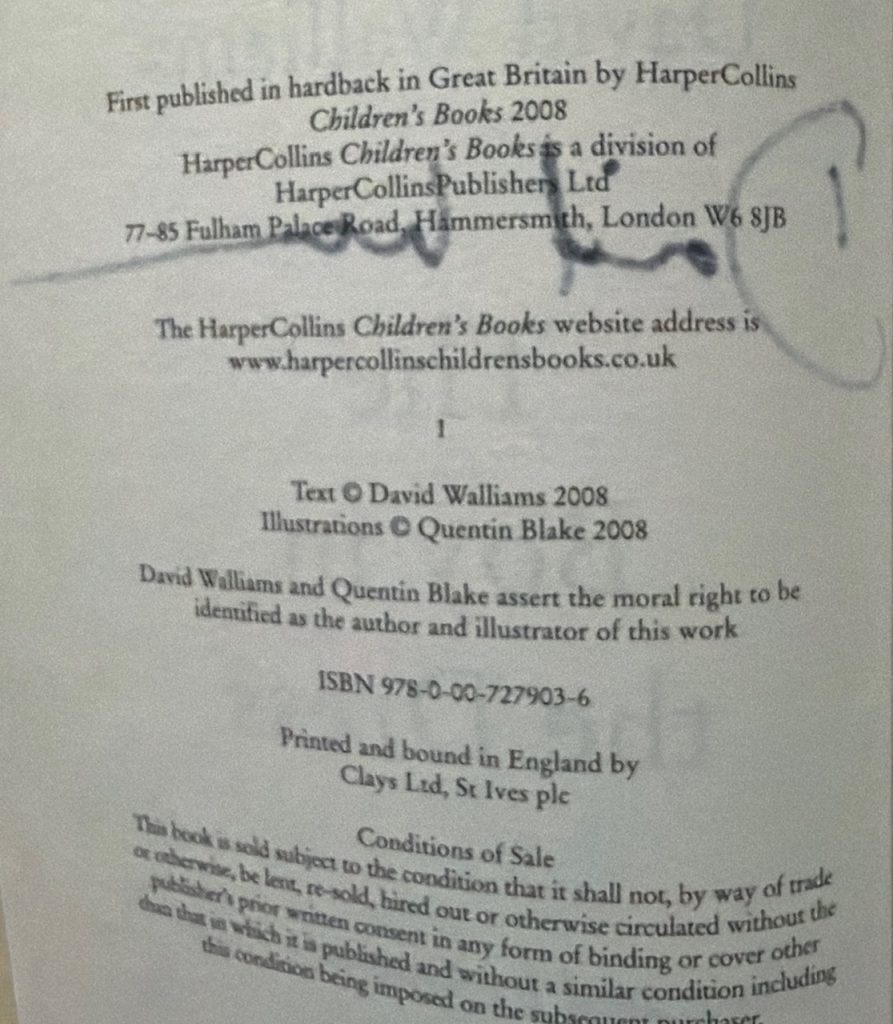 First published in hardback in Great Britain by HarperCollins
Children's Books 2008
HarperCollins Children's Books is a division of
HarperCollinsPublishers Ltd
77–85 Fulham Palace Road, Hammersmith, London W6 8JB
The HarperCollins Children's Books website address is
www.harpercollinschildrensbooks.co.uk
1
Text © David Walliams 2008
Illustrations © Quentin Blake 2008
David Walliams and Quentin Blake assert the moral right to be
identified as the author and illustrator of this work
ISBN 978-0-00-727903-6
Printed and bound in England by
Clays Ltd, St Ives plc
Conditions of Sale
This book is sold subject to the condition that it shall not, by way of trade
or otherwise, be lent, re-sold, hired out or otherwise circulated without the
publisher's prior written consent in any form of binding or cover other
than that in which it is published and without a similar condition including
this condition being imposed on the subsequent purchaser.